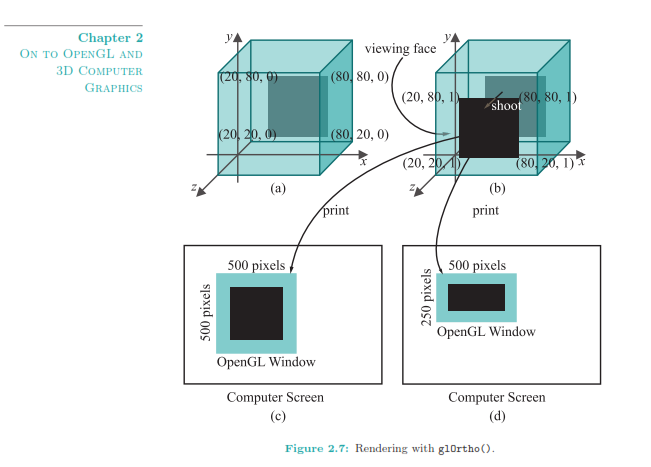 Chapter 2
On to OpenGL and
3D Computer
Graphics
y
(20, 80, 0)
(80, 80, 0)
(20, 20, 0)
(80, 20, 0)
x
z
(a)
viewing face
y
(20, 80, 1)
(80, 80, 1)
shoot
(20, 20, 1)
(80, 20, 1)
x
z
(b)
print
print
500 pixels
500 pixels
OpenGL Window
Computer Screen
(c)
500 pixels
250 pixels
OpenGL Window
Computer Screen
(d)
Figure 2.7: Rendering with glOrtho().